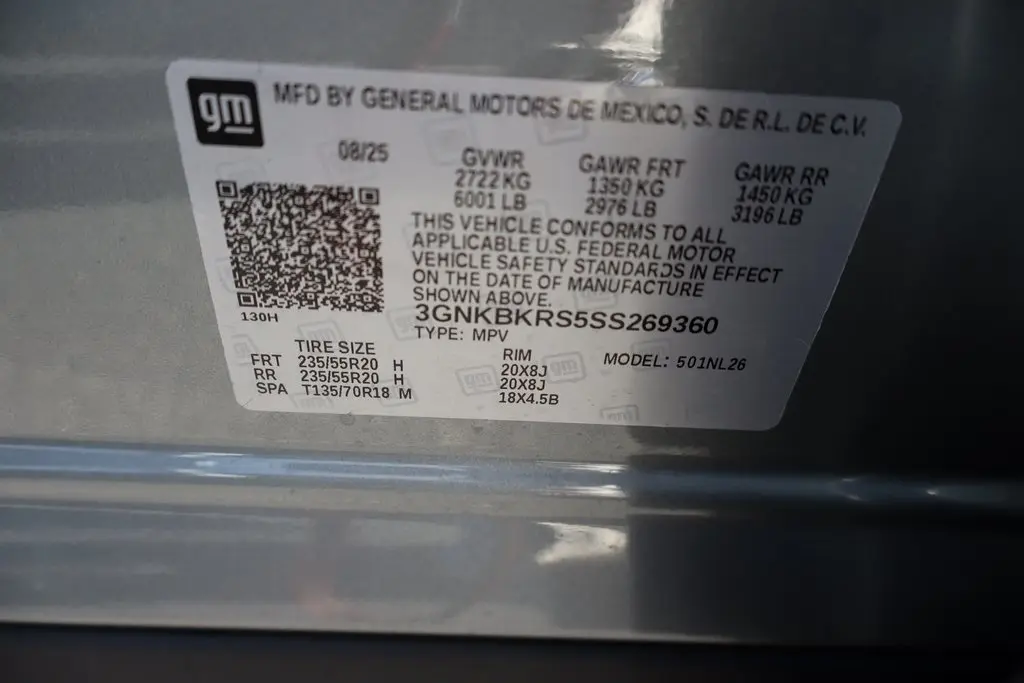 gm MFD BY GENERAL MOTORS DE MEXICO, S. DE R.L. DE C.V.
08/25 GVWR GAWR FRT GAWR RR
2722 KG 1350 KG 1450 KG
6001 LB 2976 LB 3196 LB
THIS VEHICLE CONFORMS TO ALL
APPLICABLE U.S. FEDERAL MOTOR
VEHICLE SAFETY STANDARDS IN EFFECT
ON THE DATE OF MANUFACTURE
SHOWN ABOVE.
130H 3GNKBKRS5SS269360
TYPE: MPV
TIRE SIZE RIM MODEL: 501NL26
FRT 235/55R20 H 20X8J
RR 235/55R20 H 20X8J
SPA T135/70R18 M 18X4.5B